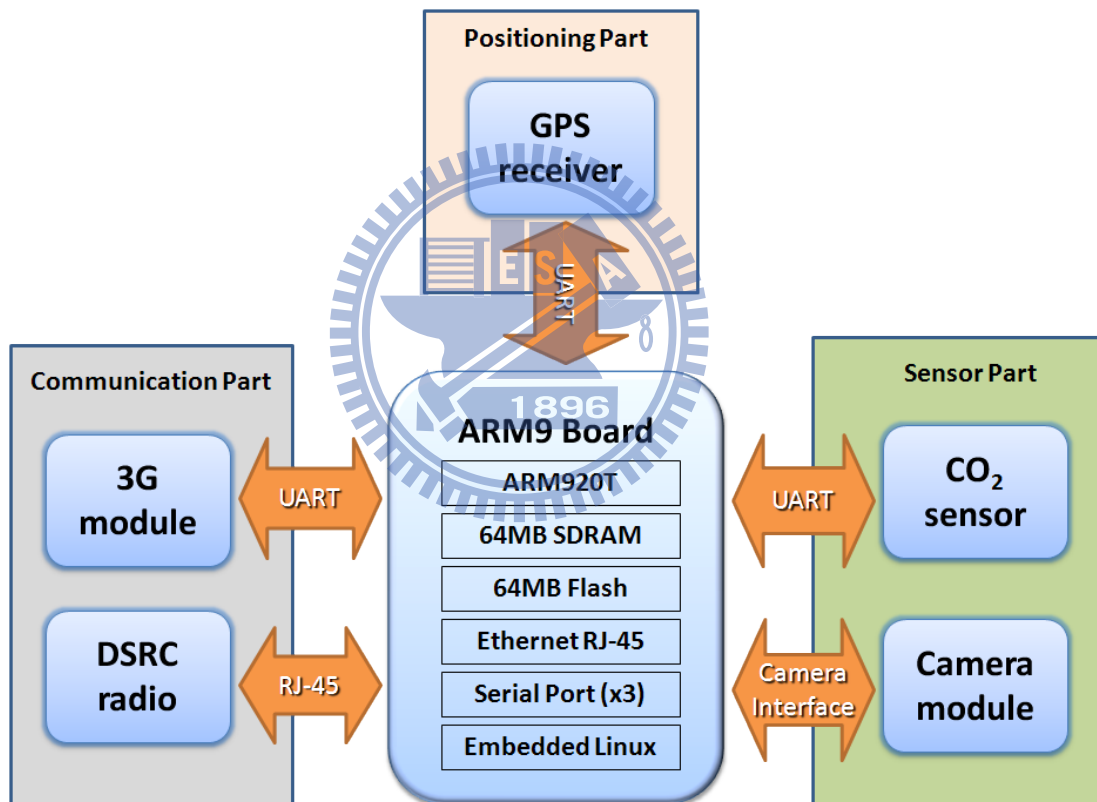 Positioning Part
GPS
receiver
UART
ESA
Communication Part
3G
module
UART
DSRC
radio
RJ-45
1896
ARM9 Board
ARM920T
64MB SDRAM
64MB Flash
Ethernet RJ-45
Serial Port (x3)
Embedded Linux
Sensor Part
UART
CO₂
sensor
Camera
Interface
Camera
module